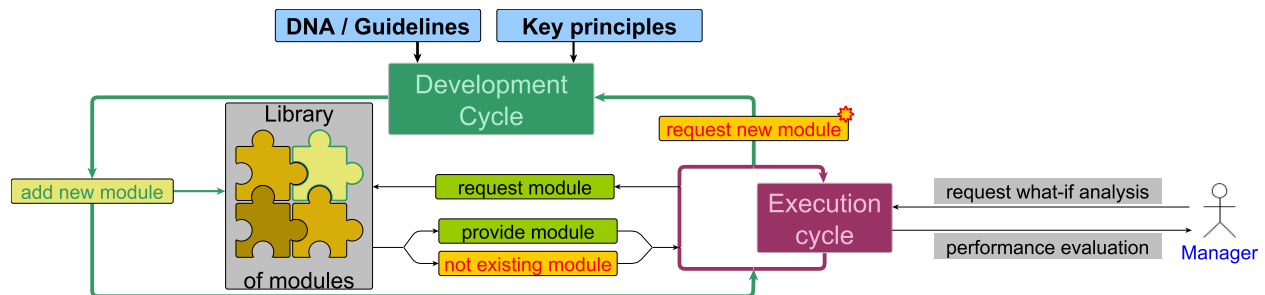 DNA / Guidelines
Key principles
Development
Cycle
Library
request new module
add new module
request module
request what-if analysis
Execution
cycle
provide module
performance evaluation
Manager
not existing module
of modules